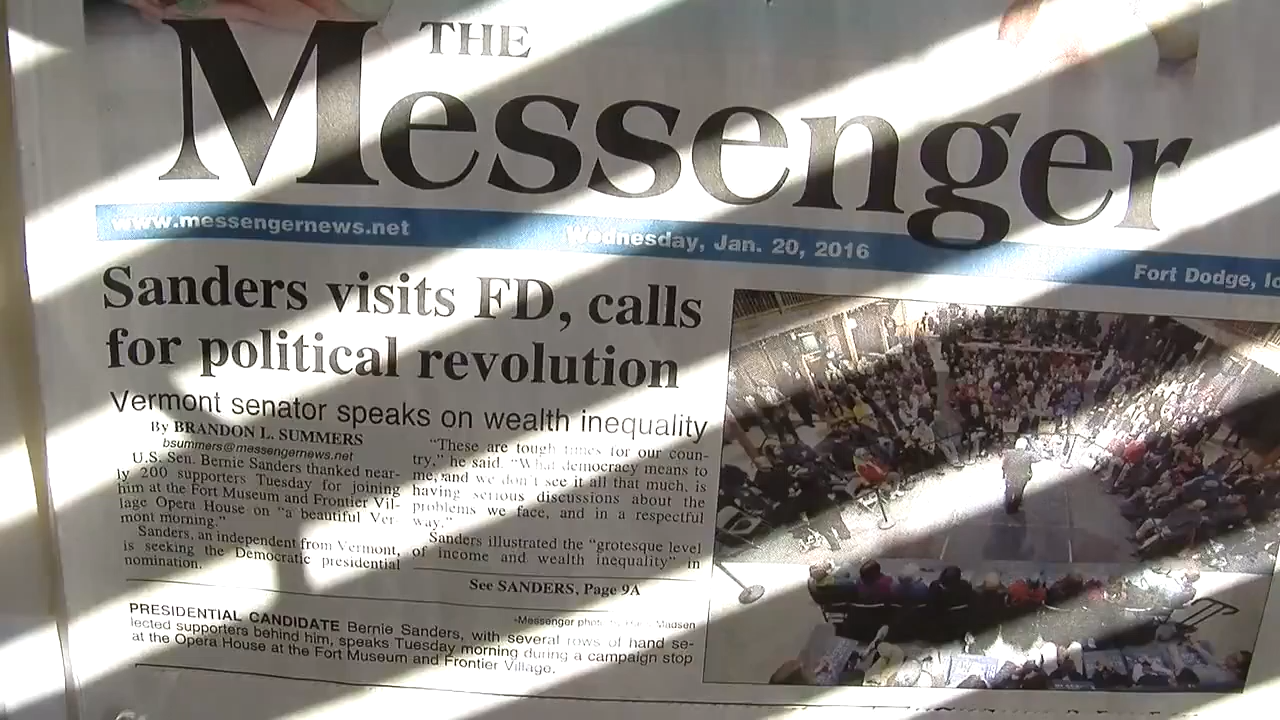 THE
Messenger
www.messengernews.net Wednesday, Jan. 20, 2016 Fort Dodge,
Sanders visits FD, calls
for political revolution
Vermont senator speaks on wealth inequality
By BRANDON L. SUMMERS
bsummers@messengernews.net
U.S. Sen. Bernie Sanders thanked near-
ly 200 supporters Tuesday for joining
him at the Fort Museum and Frontier Vil-
lage Opera House on "a beautiful Ver-
mont morning."
Sanders, an independent from Vermont,
is seeking the Democratic presidential
nomination.
"These are tough times for our coun-
try," he said. "What democracy means to
me, and we don't see it all that much, is
having serious discussions about the
problems we face, and in a respectful
way."
Sanders illustrated the "grotesque level
of income and wealth inequality" in
See SANDERS, Page 9A
-Messenger photo by Madsen
PRESIDENTIAL CANDIDATE Bernie Sanders, with several rows of hand se-
lected supporters behind him, speaks Tuesday morning during a campaign stop
at the Opera House at the Fort Museum and Frontier Village.